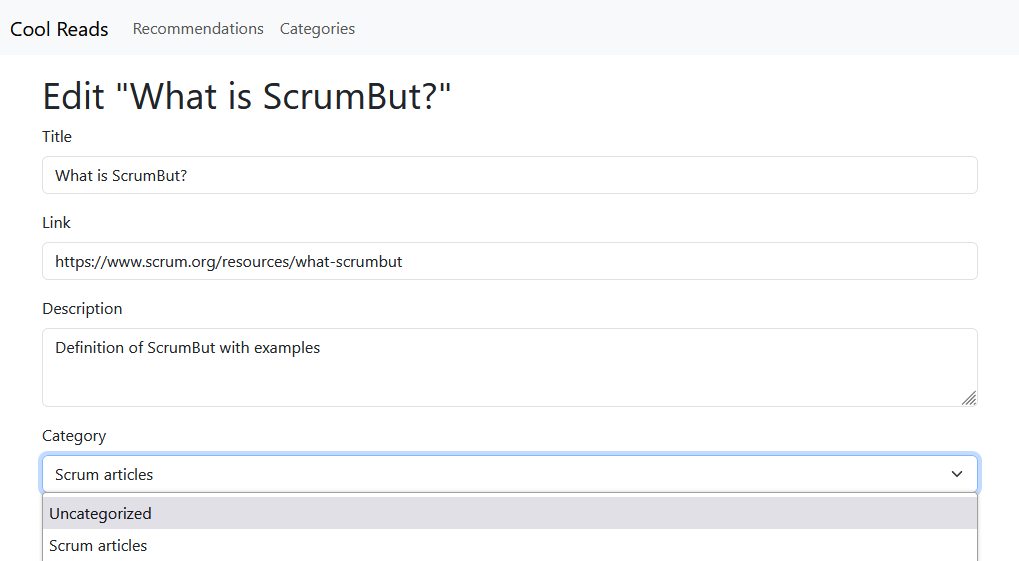 Cool Reads Recommendations Categories
Edit "What is ScrumBut?"
Title
What is ScrumBut?
Link
https://www.scrum.org/resources/what-scrumbut
Description
Definition of ScrumBut with examples
Category
Scrum articles
Uncategorized
Scrum articles